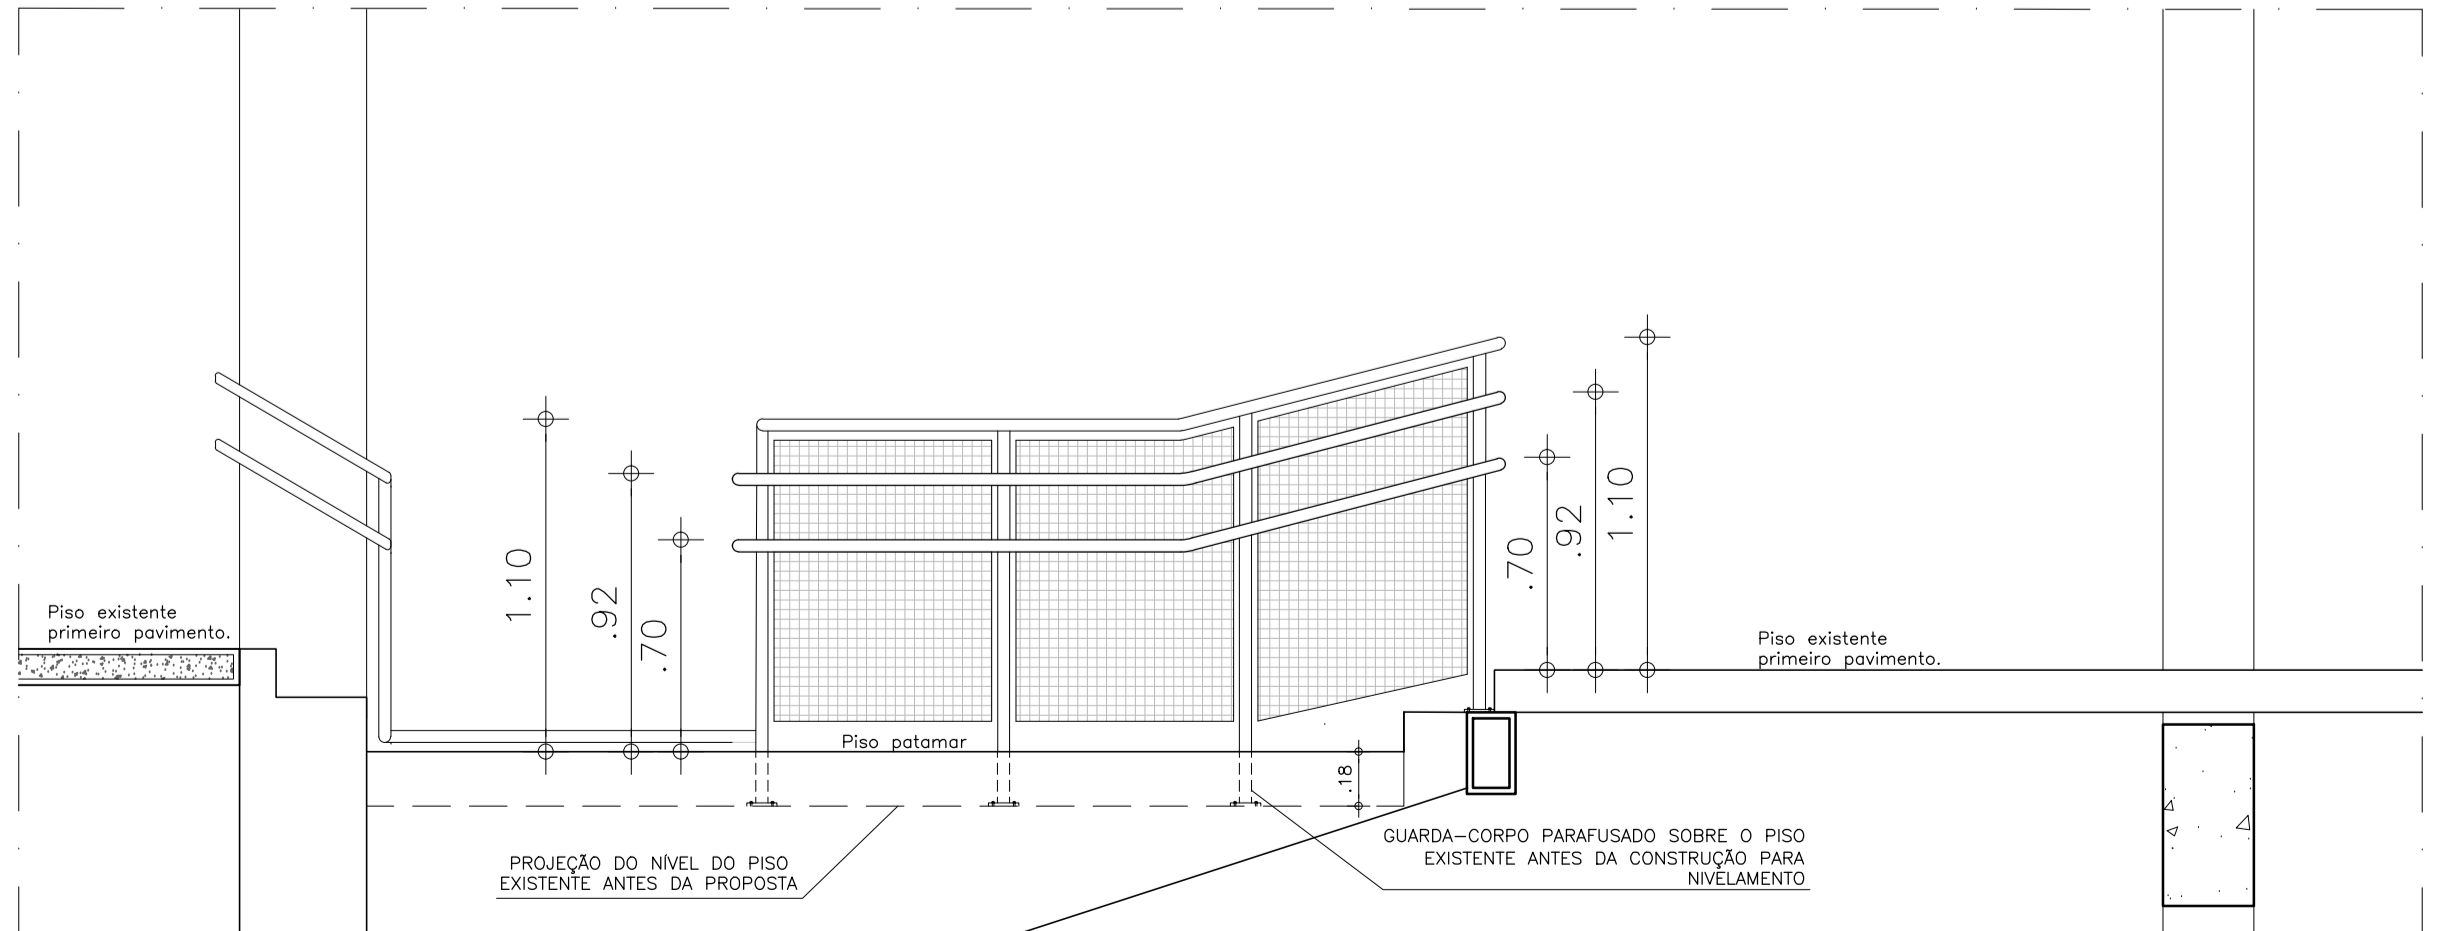 1.10
.92
.70
.70
.92
1.10
Piso existente
primeiro pavimento.
Piso existente
primeiro pavimento.
Piso patamar
.18
PROJEÇÃO DO NÍVEL DO PISO
EXISTENTE ANTES DA PROPOSTA
GUARDA-CORPO PARAFUSADO SOBRE O PISO
EXISTENTE ANTES DA CONSTRUÇÃO PARA
NIVELAMENTO